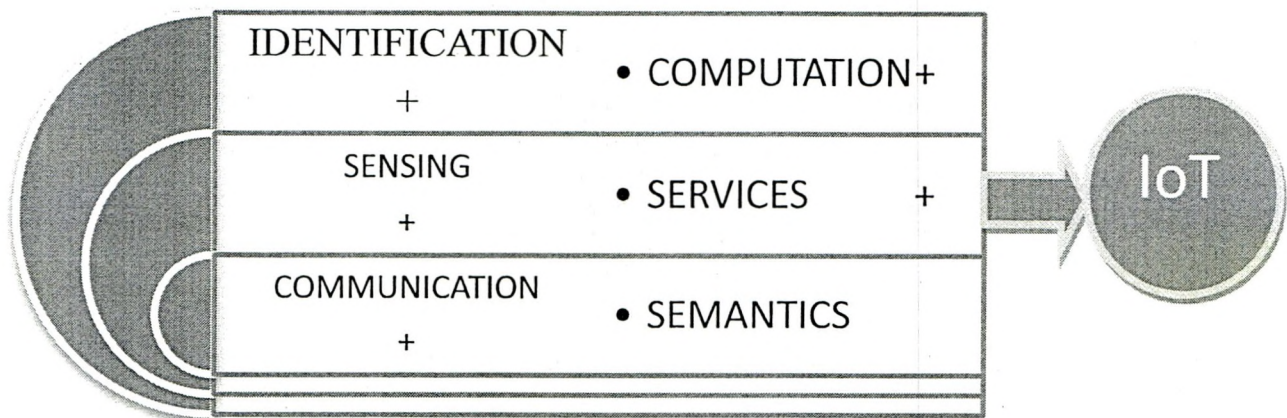 IDENTIFICATION
+
• COMPUTATION+
SENSING
+
• SERVICES +
COMMUNICATION
+
• SEMANTICS
IoT